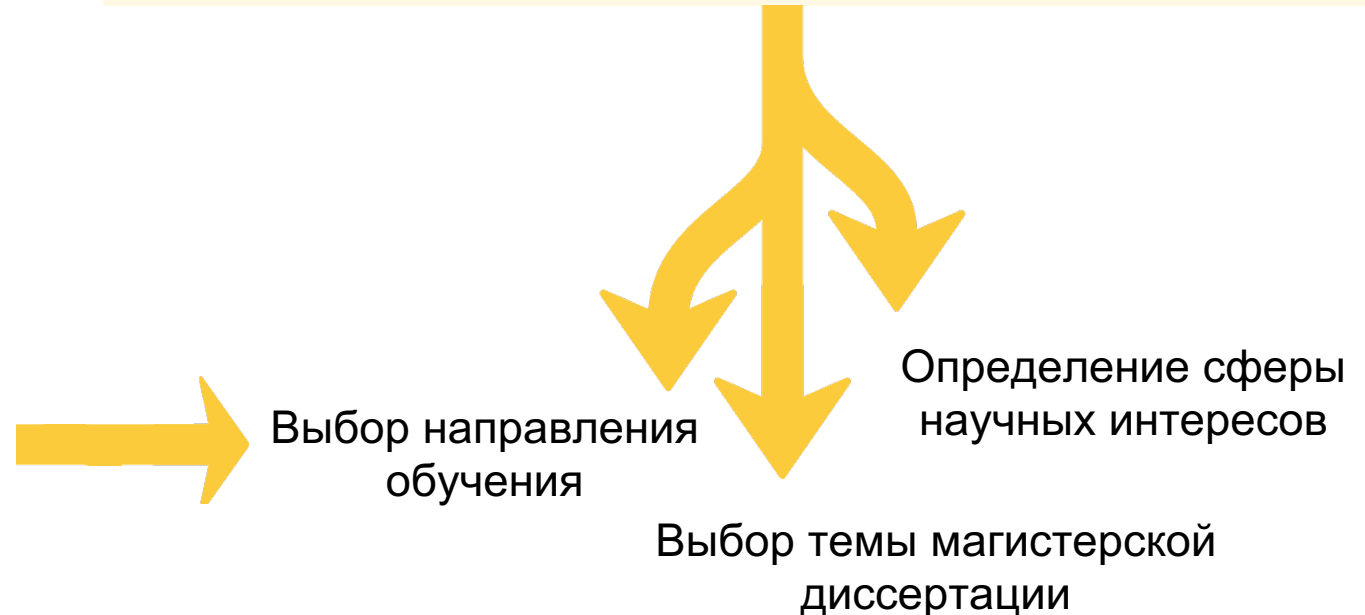 Определение сферы
научных интересов
Выбор направления
обучения
Выбор темы магистерской
диссертации